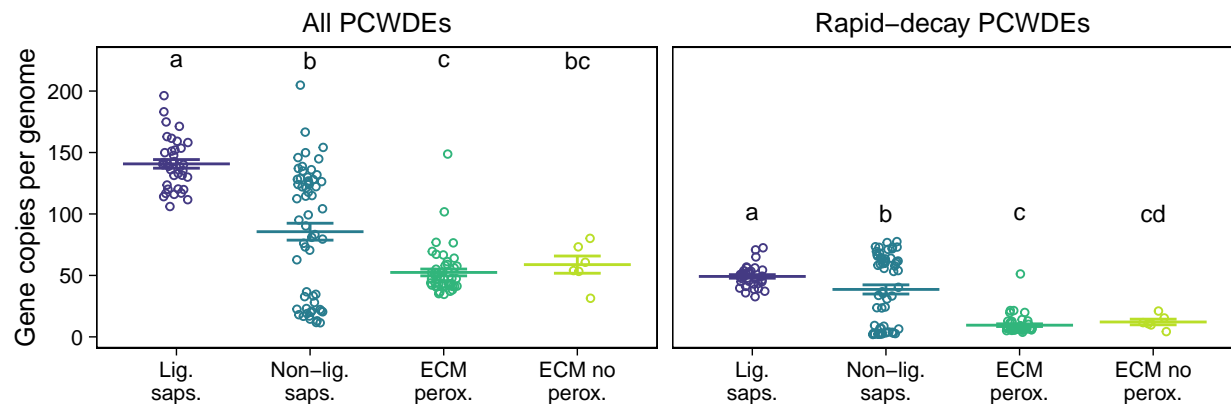 All PCWDEs
Rapid−decay PCWDEs
Gene copies per genome
200
150
100
50
0
a
b
c
bc
a
b
c
cd
Lig.
saps.
Non−lig.
saps.
ECM
perox.
ECM no
perox.
Lig.
saps.
Non−lig.
saps.
ECM
perox.
ECM no
perox.